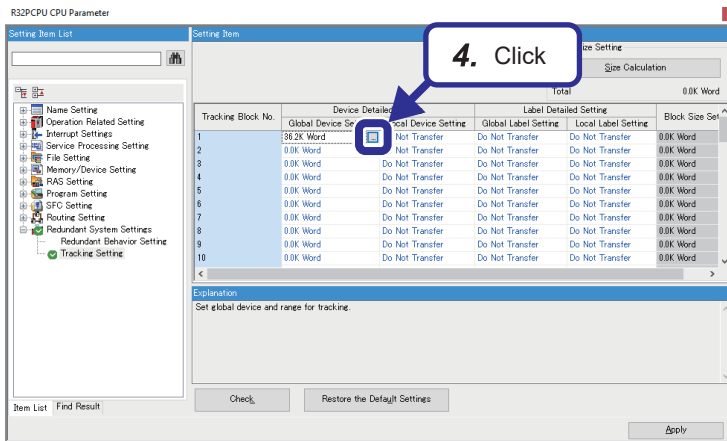 R32PCPU CPU Parameter
Setting Item List
Setting Item
4. Click
ize Setting
Size Calculation
Total 0.0K Word
Name Setting
Operation Related Setting
Interrupt Settings
Service Processing Setting
File Setting
Memory/Device Setting
RAS Setting
Program Setting
SFC Setting
Routing Setting
Redundant System Settings
Redundant Behavior Setting
Tracking Setting
Tracking Block No. Device Detailed Label Detailed Setting Block Size Set
Global Device Se ocal Device Setting Global Label Setting Local Label Setting
1 36.2K Word ... Not Transfer Do Not Transfer Do Not Transfer 0.0K Word
2 0.0K Word Not Transfer Do Not Transfer Do Not Transfer 0.0K Word
3 0.0K Word Do Not Transfer Do Not Transfer Do Not Transfer 0.0K Word
4 0.0K Word Do Not Transfer Do Not Transfer Do Not Transfer 0.0K Word
5 0.0K Word Do Not Transfer Do Not Transfer Do Not Transfer 0.0K Word
6 0.0K Word Do Not Transfer Do Not Transfer Do Not Transfer 0.0K Word
7 0.0K Word Do Not Transfer Do Not Transfer Do Not Transfer 0.0K Word
8 0.0K Word Do Not Transfer Do Not Transfer Do Not Transfer 0.0K Word
9 0.0K Word Do Not Transfer Do Not Transfer Do Not Transfer 0.0K Word
10 0.0K Word Do Not Transfer Do Not Transfer Do Not Transfer 0.0K Word
Explanation
Set global device and range for tracking.
Check Restore the Default Settings
Item List Find Result
Apply